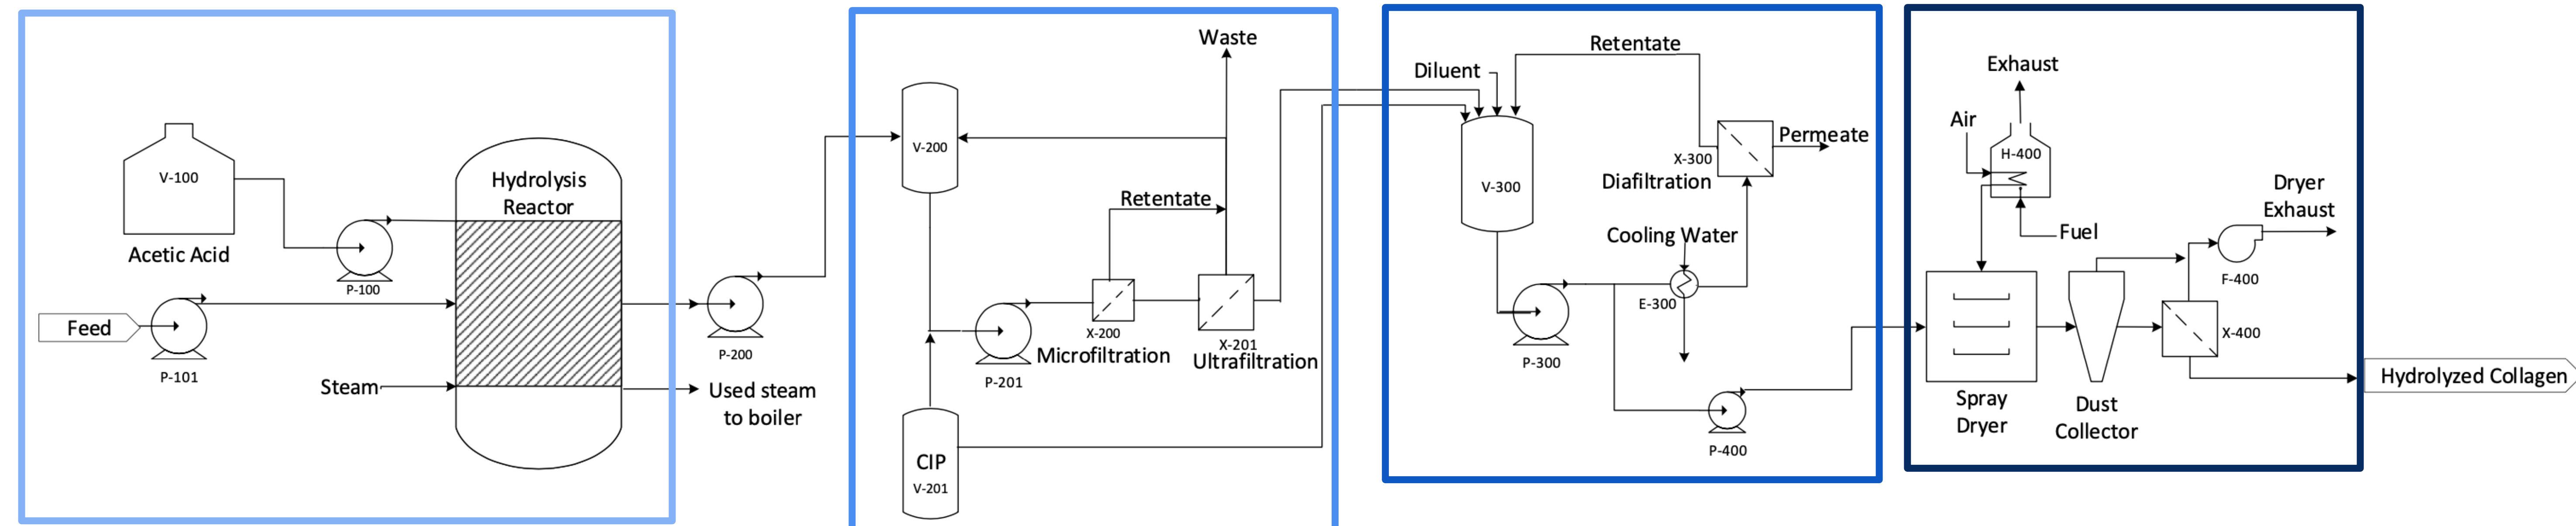 V-100
Acetic Acid
P-100
Feed
P-101
Hydrolysis
Reactor
Steam
Used steam
to boiler
P-200
Waste
V-200
Retentate
X-200
Microfiltration
X-201
Ultrafiltration
P-201
CIP
V-201
Retentate
Diluent
V-300
X-300
Diafiltration
Permeate
Cooling Water
E-300
P-300
P-400
Exhaust
Air
H-400
Fuel
Dryer
Exhaust
F-400
X-400
Spray
Dryer
Dust
Collector
Hydrolyzed Collagen